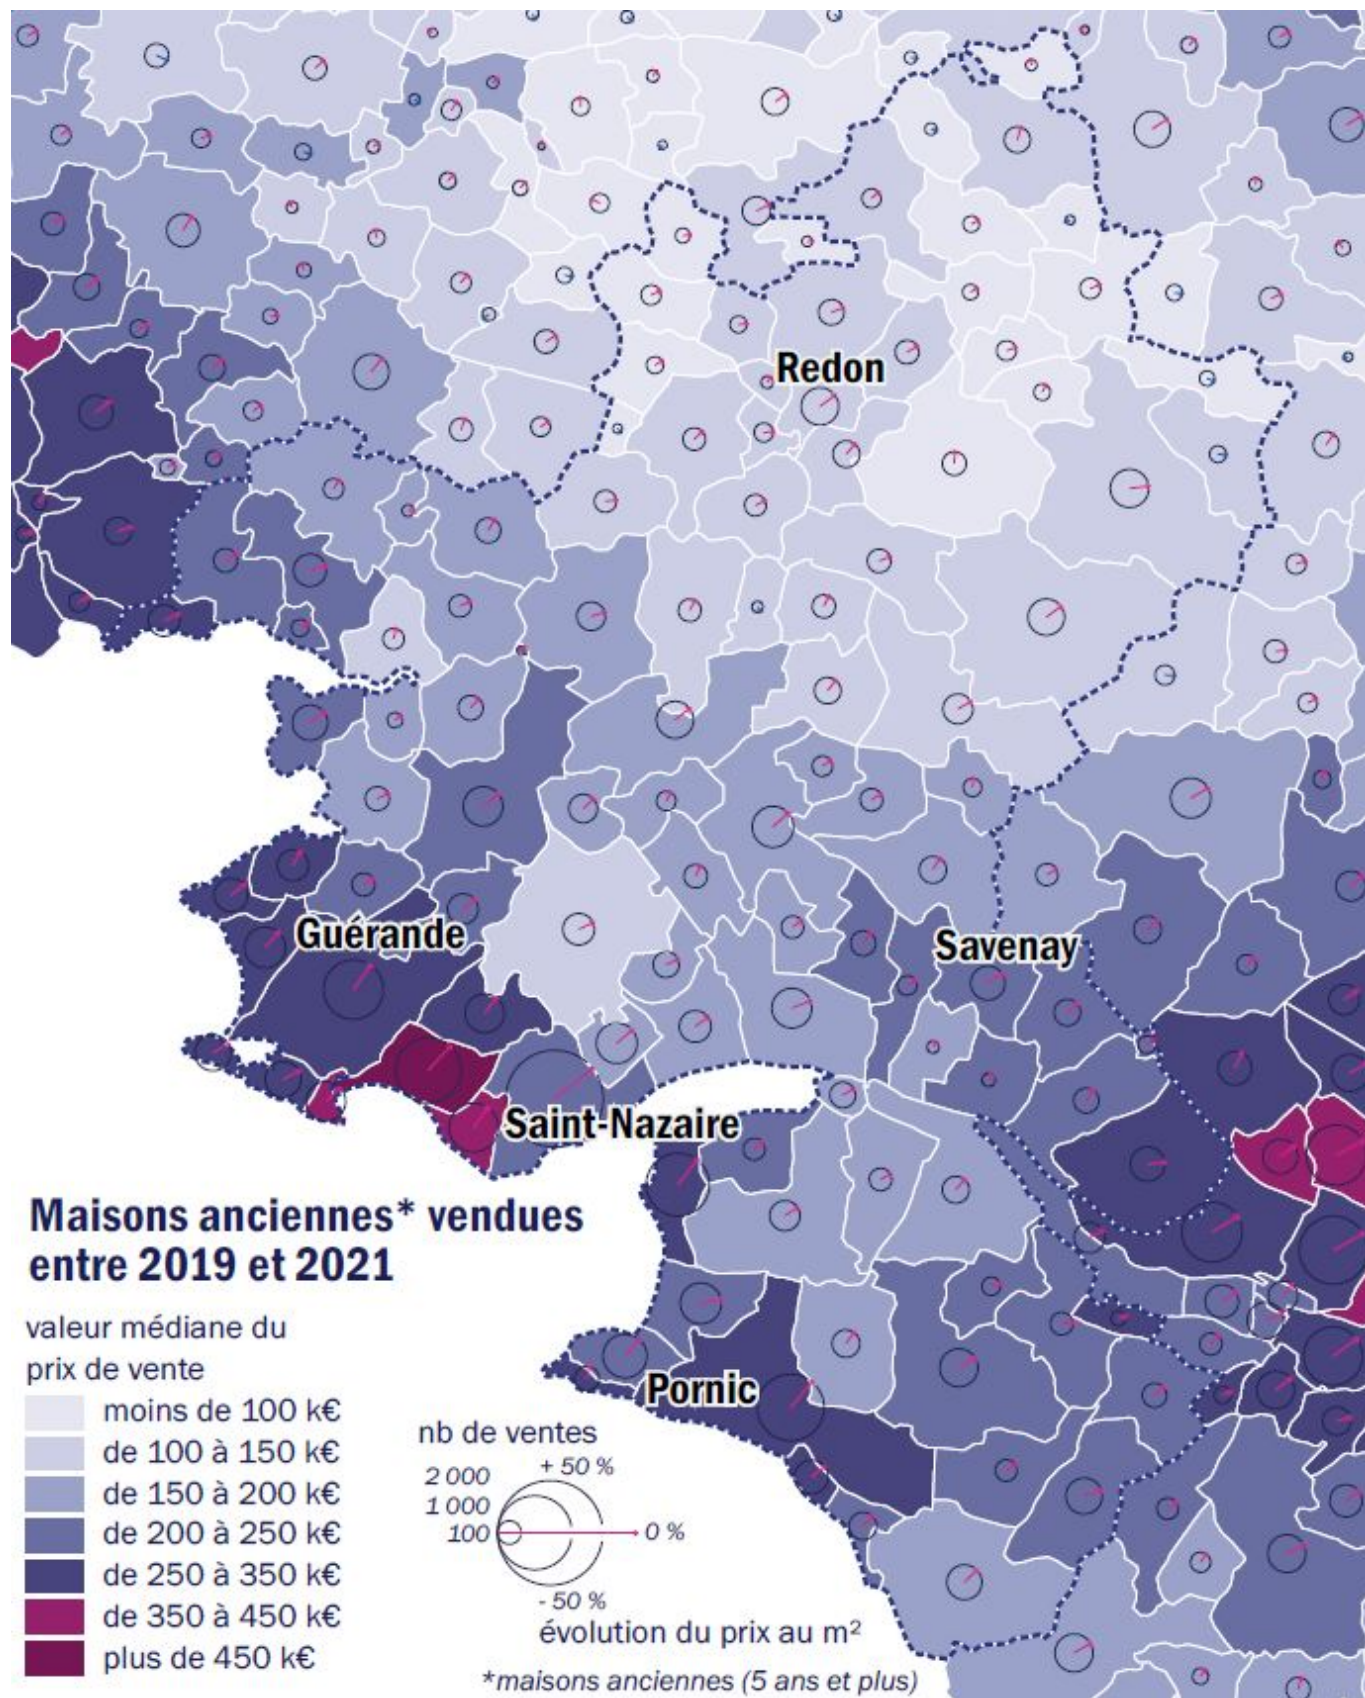 Redon
Guérande
Savenay
Saint-Nazaire
Pornic
Maisons anciennes* vendues
entre 2019 et 2021
valeur médiane du
prix de vente
moins de 100 k€
de 100 à 150 k€
de 150 à 200 k€
de 200 à 250 k€
de 250 à 350 k€
de 350 à 450 k€
plus de 450 k€
nb de ventes
+ 50 %
2 000
1 000
100
0 %
- 50 %
évolution du prix au m²
*maisons anciennes (5 ans et plus)